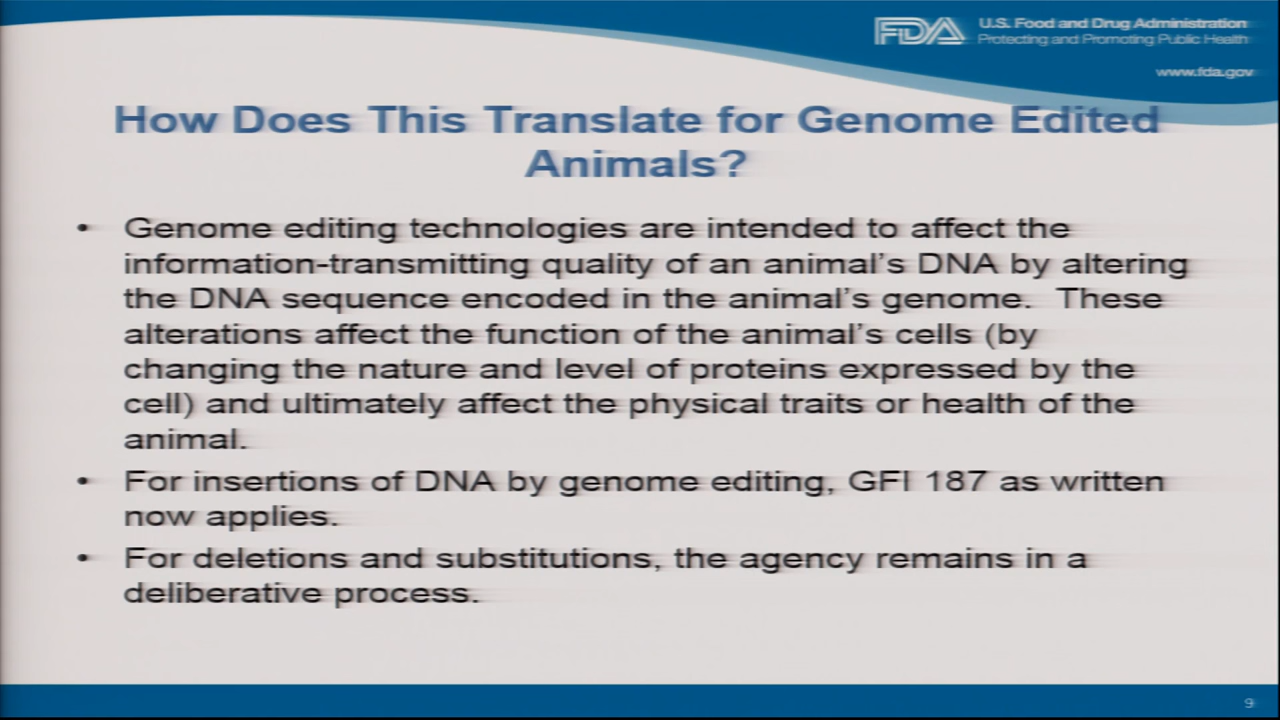 FDA U.S. Food and Drug Administration
Protecting and Promoting Public Health
www.fda.gov
How Does This Translate for Genome Edited
Animals?
• Genome editing technologies are intended to affect the
information-transmitting quality of an animal's DNA by altering
the DNA sequence encoded in the animal's genome.  These
alterations affect the function of the animal's cells (by
changing the nature and level of proteins expressed by the
cell) and ultimately affect the physical traits or health of the
animal.
• For insertions of DNA by genome editing, GFI 187 as written
now applies.
• For deletions and substitutions, the agency remains in a
deliberative process.
9